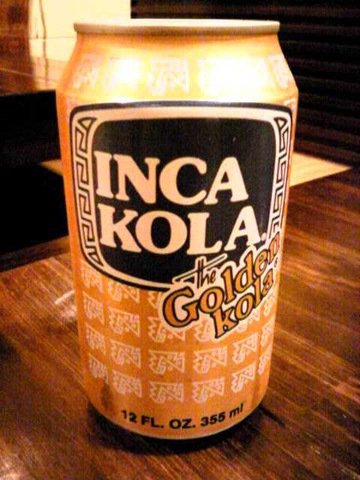 INCA
KOLA.
the
Golden
kola
12 FL. OZ. 355 ml